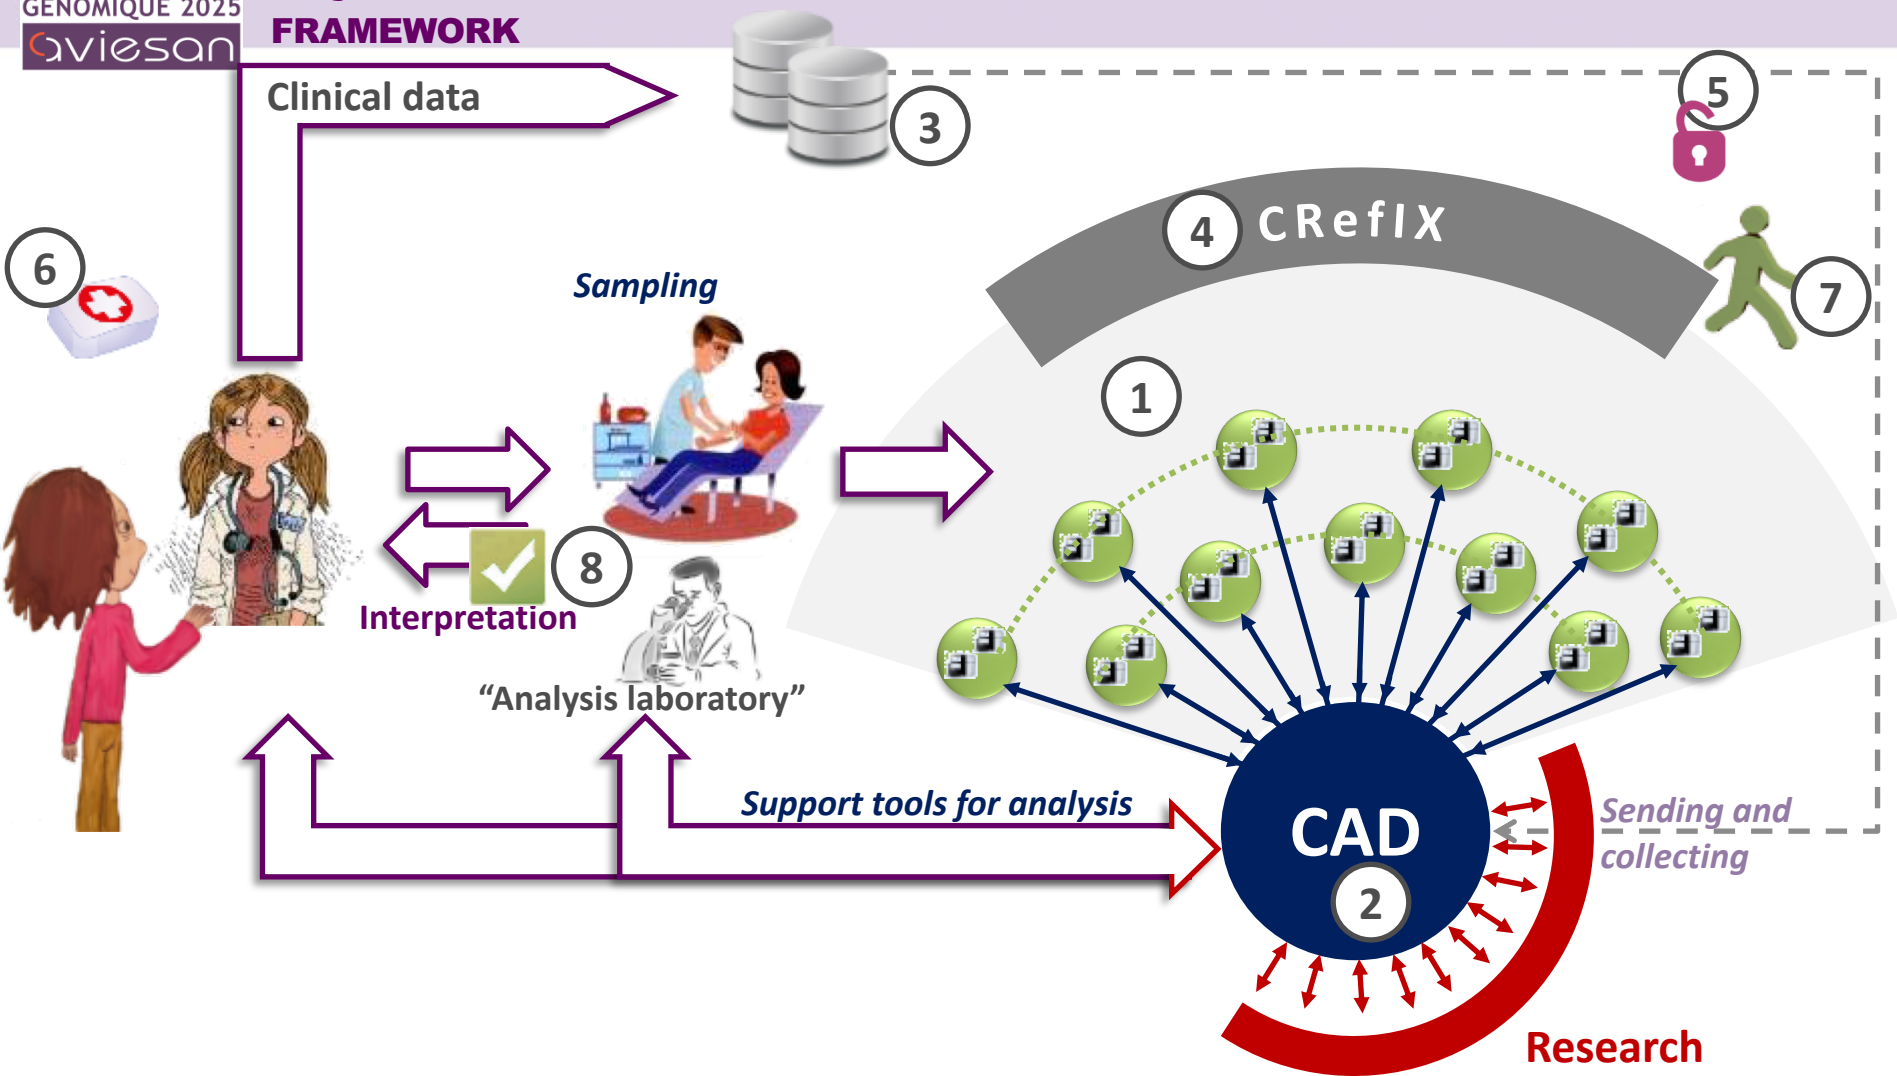 GENOMIQUE 2025
aviesan
FRAMEWORK
Clinical data
3
5
4
CRefIX
6
7
Sampling
1
8
Interpretation
“Analysis laboratory”
Support tools for analysis
CAD
2
Sending and
collecting
Research